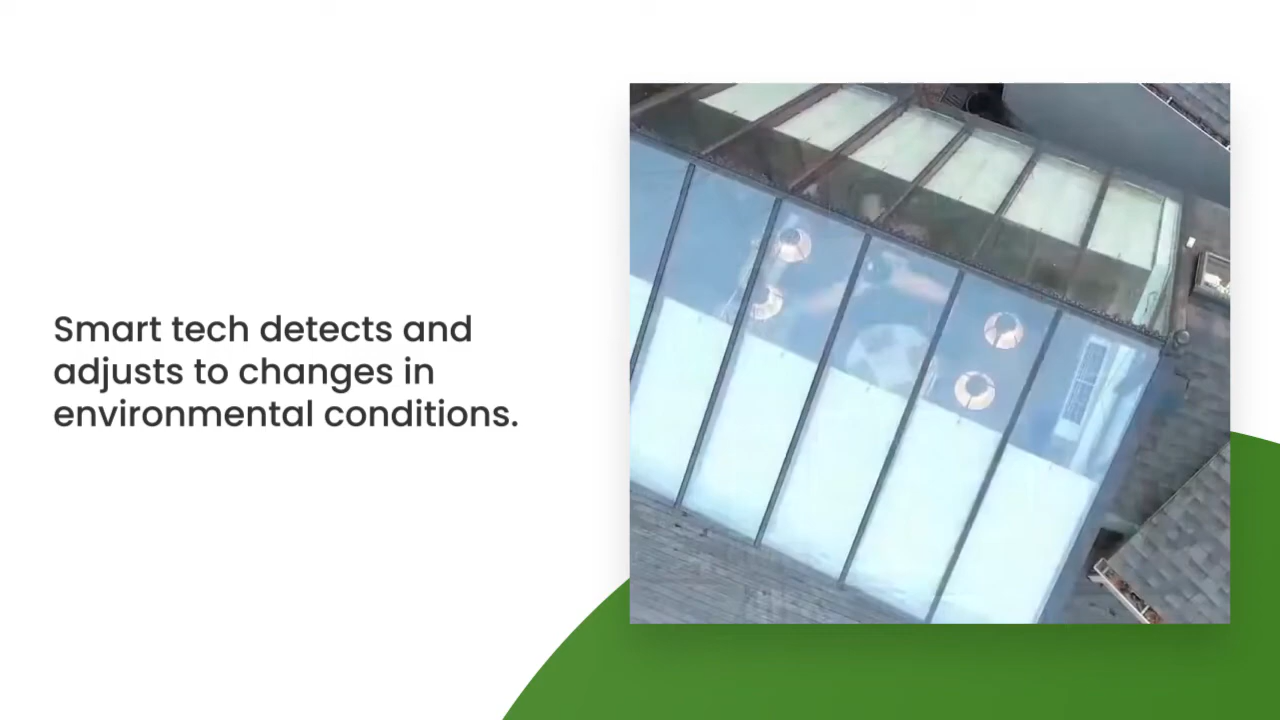 Smart tech detects and
adjusts to changes in
environmental conditions.